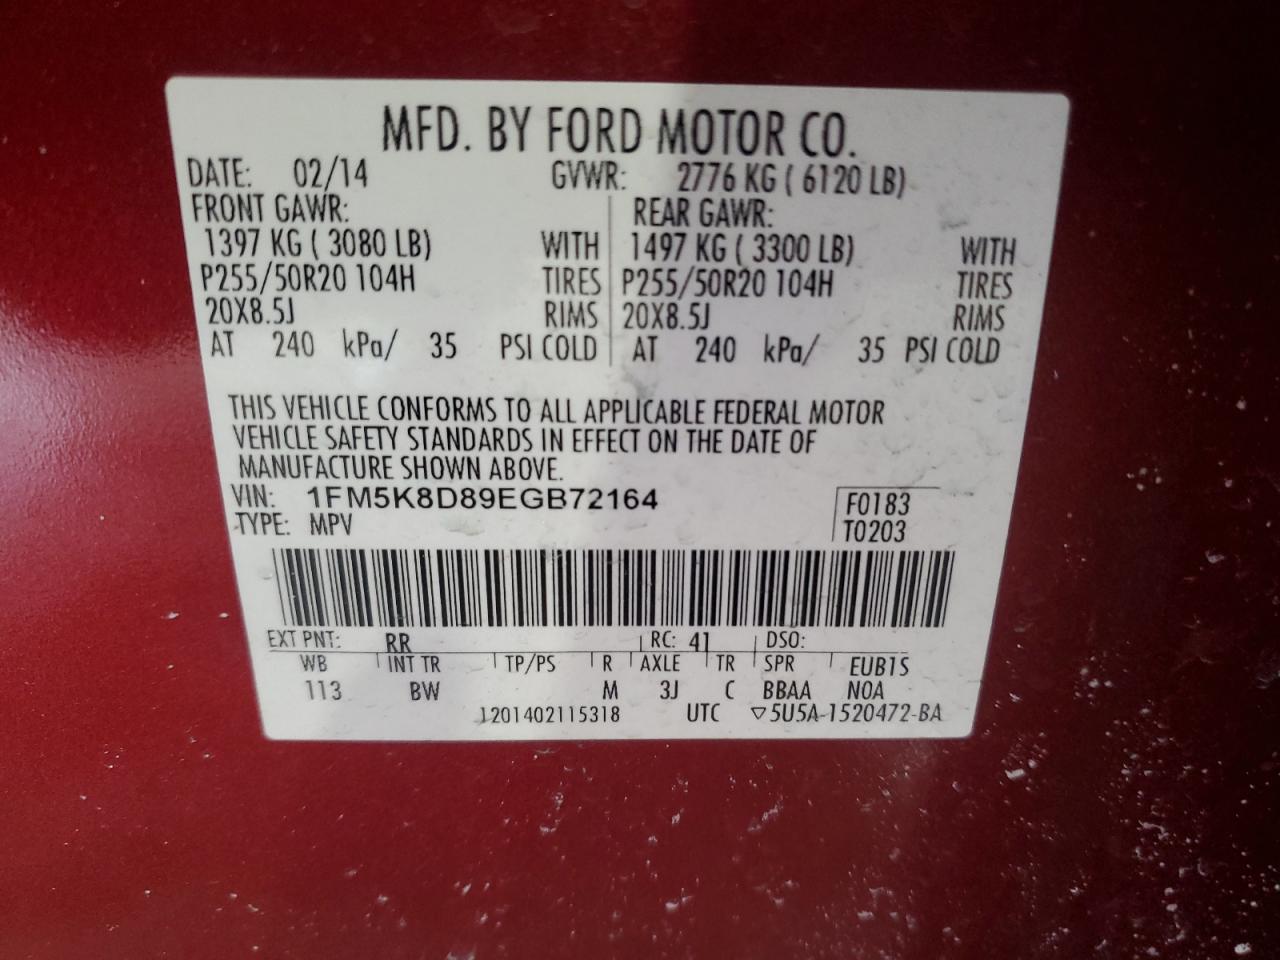 MFD. BY FORD MOTOR CO.
DATE: 02/14 GVWR: 2776 KG ( 6120 LB)
FRONT GAWR: REAR GAWR:
1397 KG ( 3080 LB) WITH 1497 KG ( 3300 LB) WITH
P255/50R20 104H TIRES P255/50R20 104H TIRES
20X8.5J RIMS 20X8.5J RIMS
AT 240 kPa/ 35 PSI COLD AT 240 kPa/ 35 PSI COLD
THIS VEHICLE CONFORMS TO ALL APPLICABLE FEDERAL MOTOR
VEHICLE SAFETY STANDARDS IN EFFECT ON THE DATE OF
MANUFACTURE SHOWN ABOVE.
VIN: 1FM5K8D89EGB72164 F0183
TYPE: MPV T0203
EXT PNT: RR RC: 41 DSO:
WB INT TR TP/PS R AXLE TR SPR EUB1S
113 BW M 3J C BBAA NOA
1201402115318 UTC ▽5U5A-1520472-BA